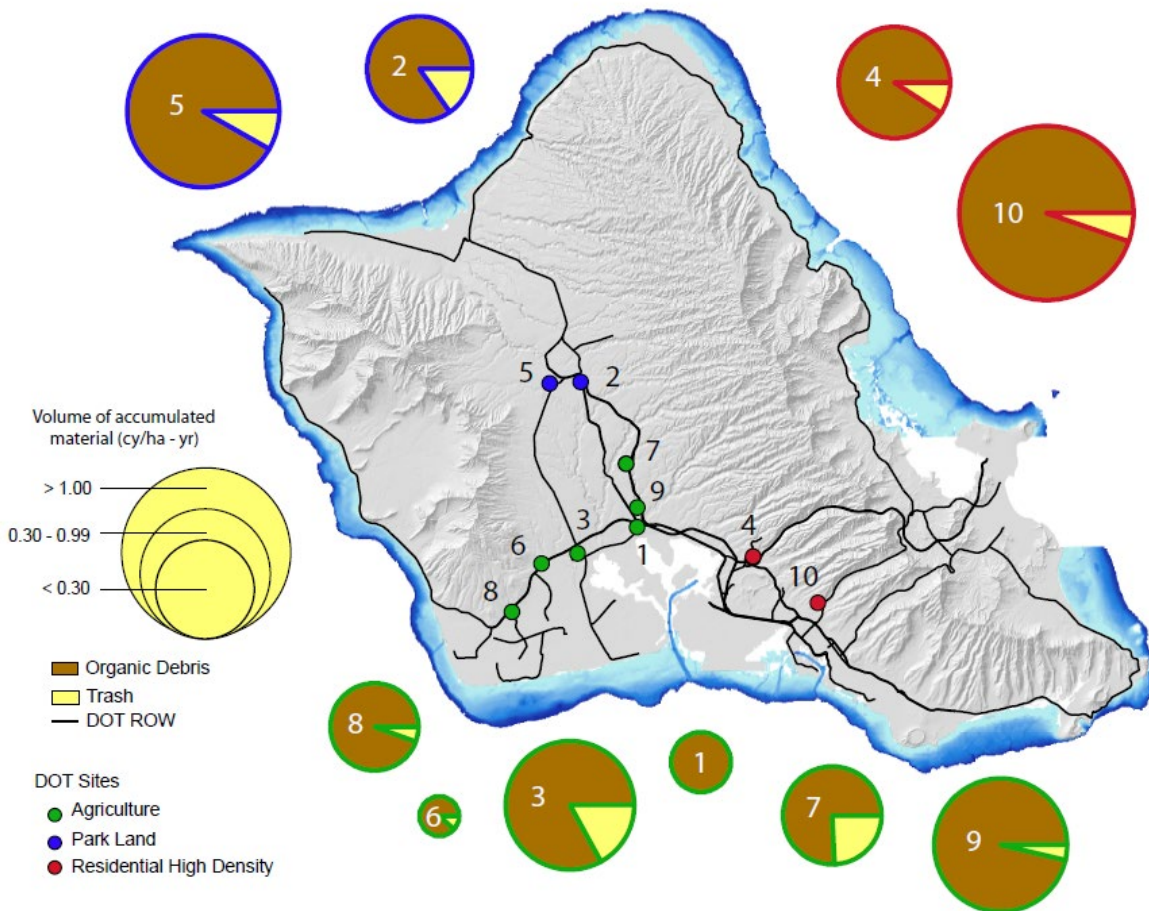 5
2
4
10
5
2
7
9
3
4
6
1
10
8
Volume of accumulated
material (cy/ha - yr)
> 1.00
0.30 - 0.99
< 0.30
Organic Debris
Trash
DOT ROW
DOT Sites
Agriculture
Park Land
Residential High Density
8
6
3
1
7
9